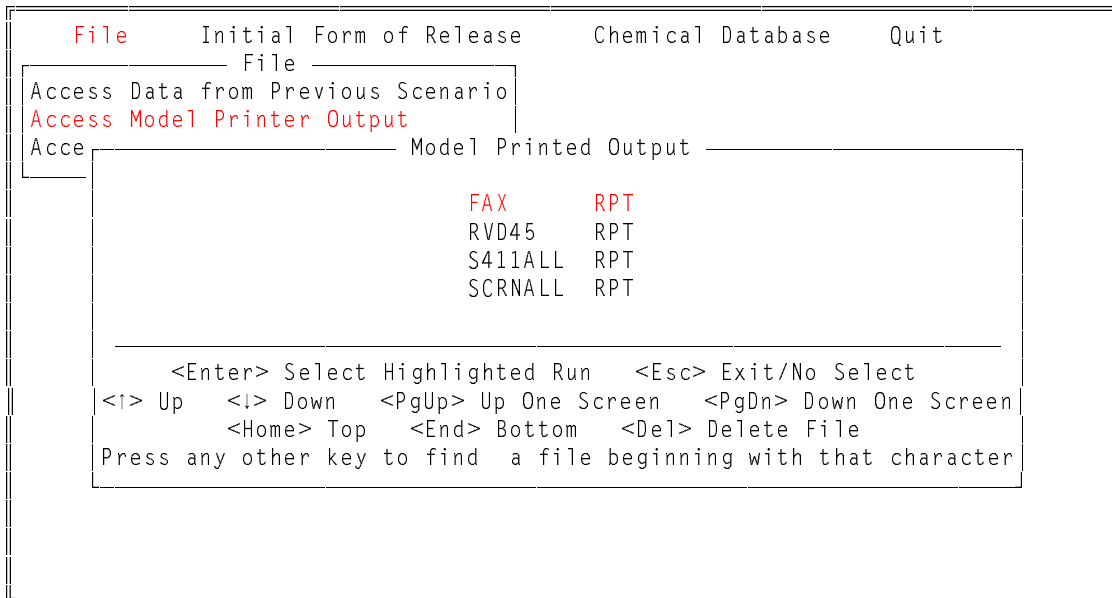 File Initial Form of Release Chemical Database Quit
File
Access Data from Previous Scenario
Access Model Printer Output
Acce
Model Printed Output
FAX RPT
RVD45 RPT
S411ALL RPT
SCRNALL RPT
<Enter> Select Highlighted Run <Esc> Exit/No Select
<↑> Up <↓> Down <PgUp> Up One Screen <PgDn> Down One Screen
<Home> Top <End> Bottom <Del> Delete File
Press any other key to find a file beginning with that character